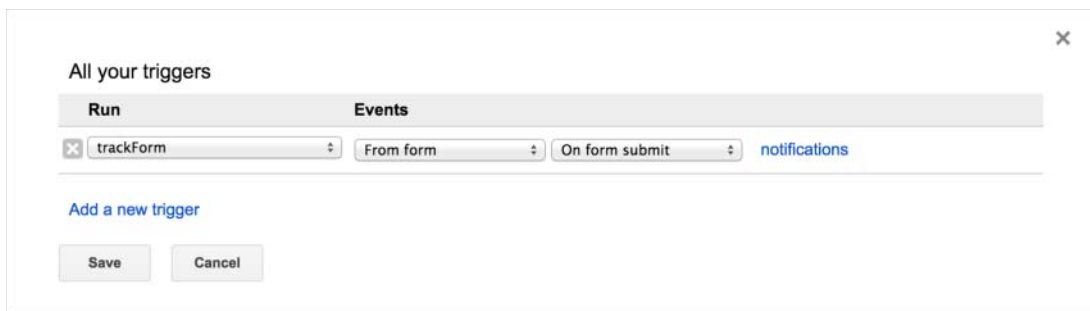 All your triggers
Run Events
trackForm From form On form submit notifications
Add a new trigger
Save Cancel